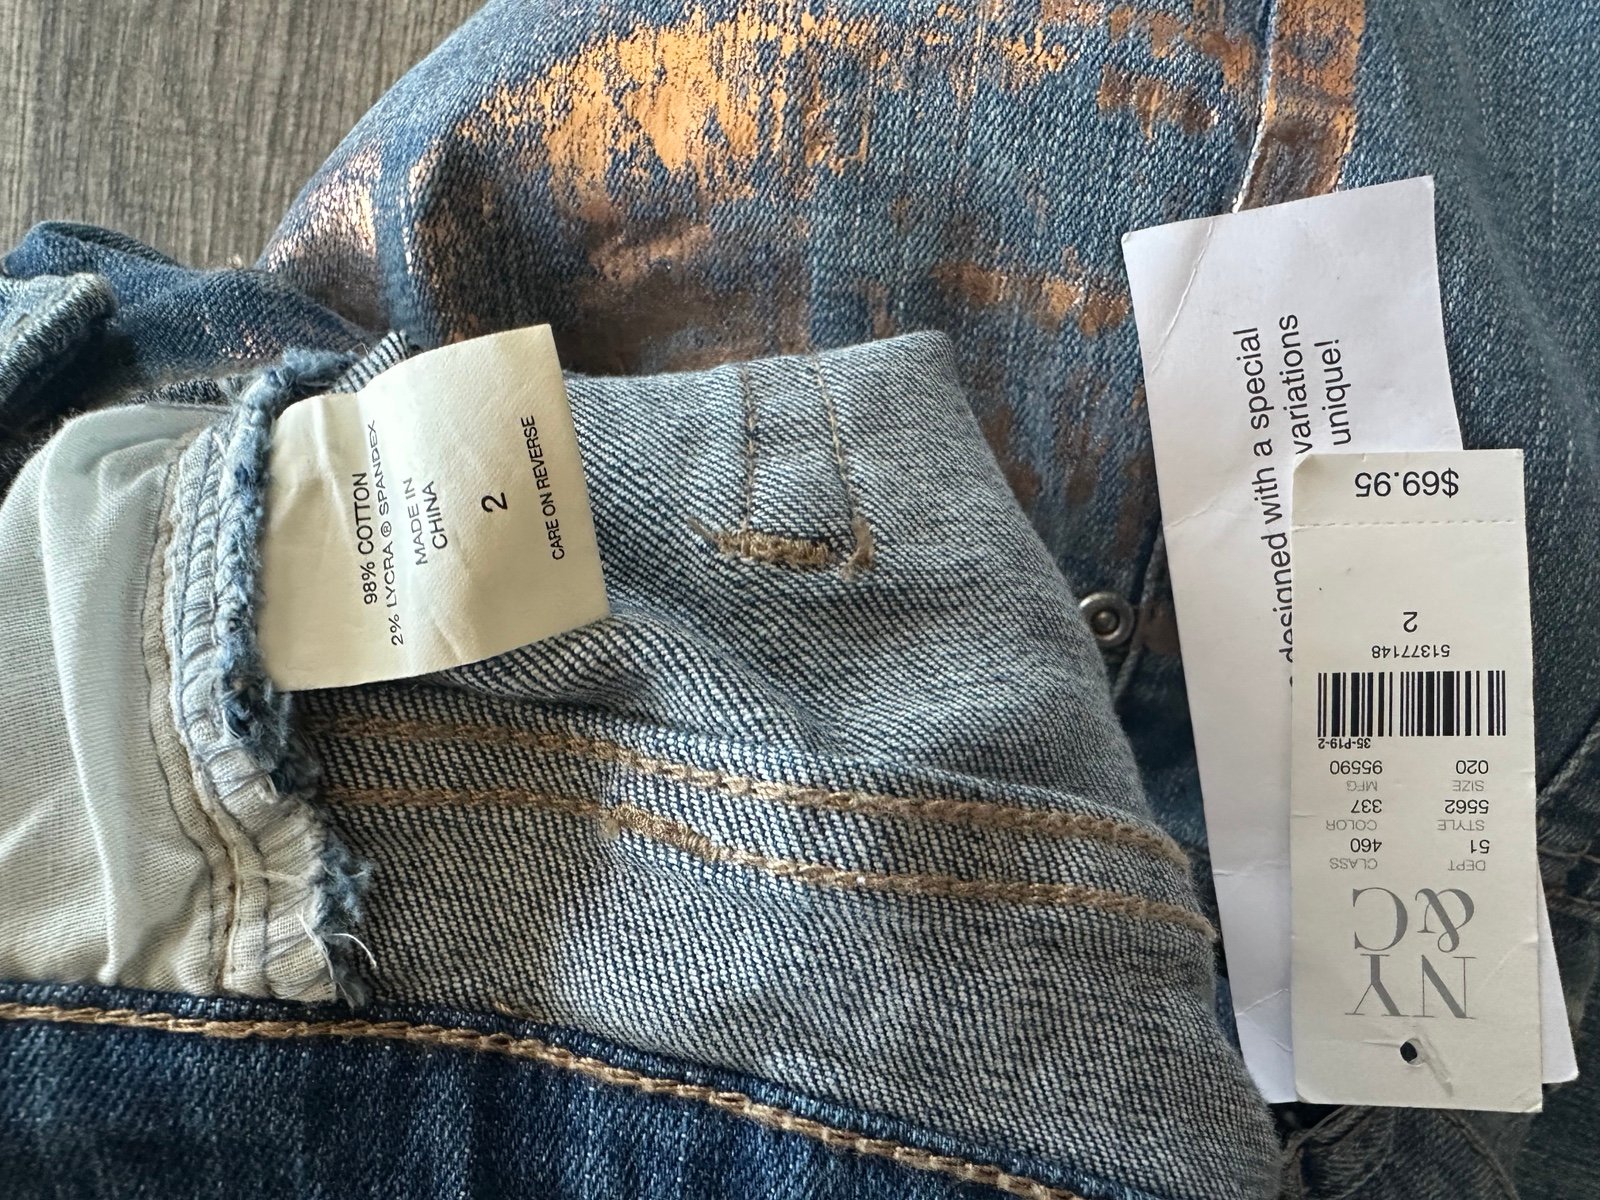 98% COTTON
2% LYCRA ® SPANDEX
MADE IN
CHINA
2
CARE ON REVERSE
designed with a special
variations
unique!
NY
&C
DEPT CLASS
51 460
STYLE COLOR
5562 337
SIZE MFG
020 95590
35-P19-2
51377148
2
$69.95